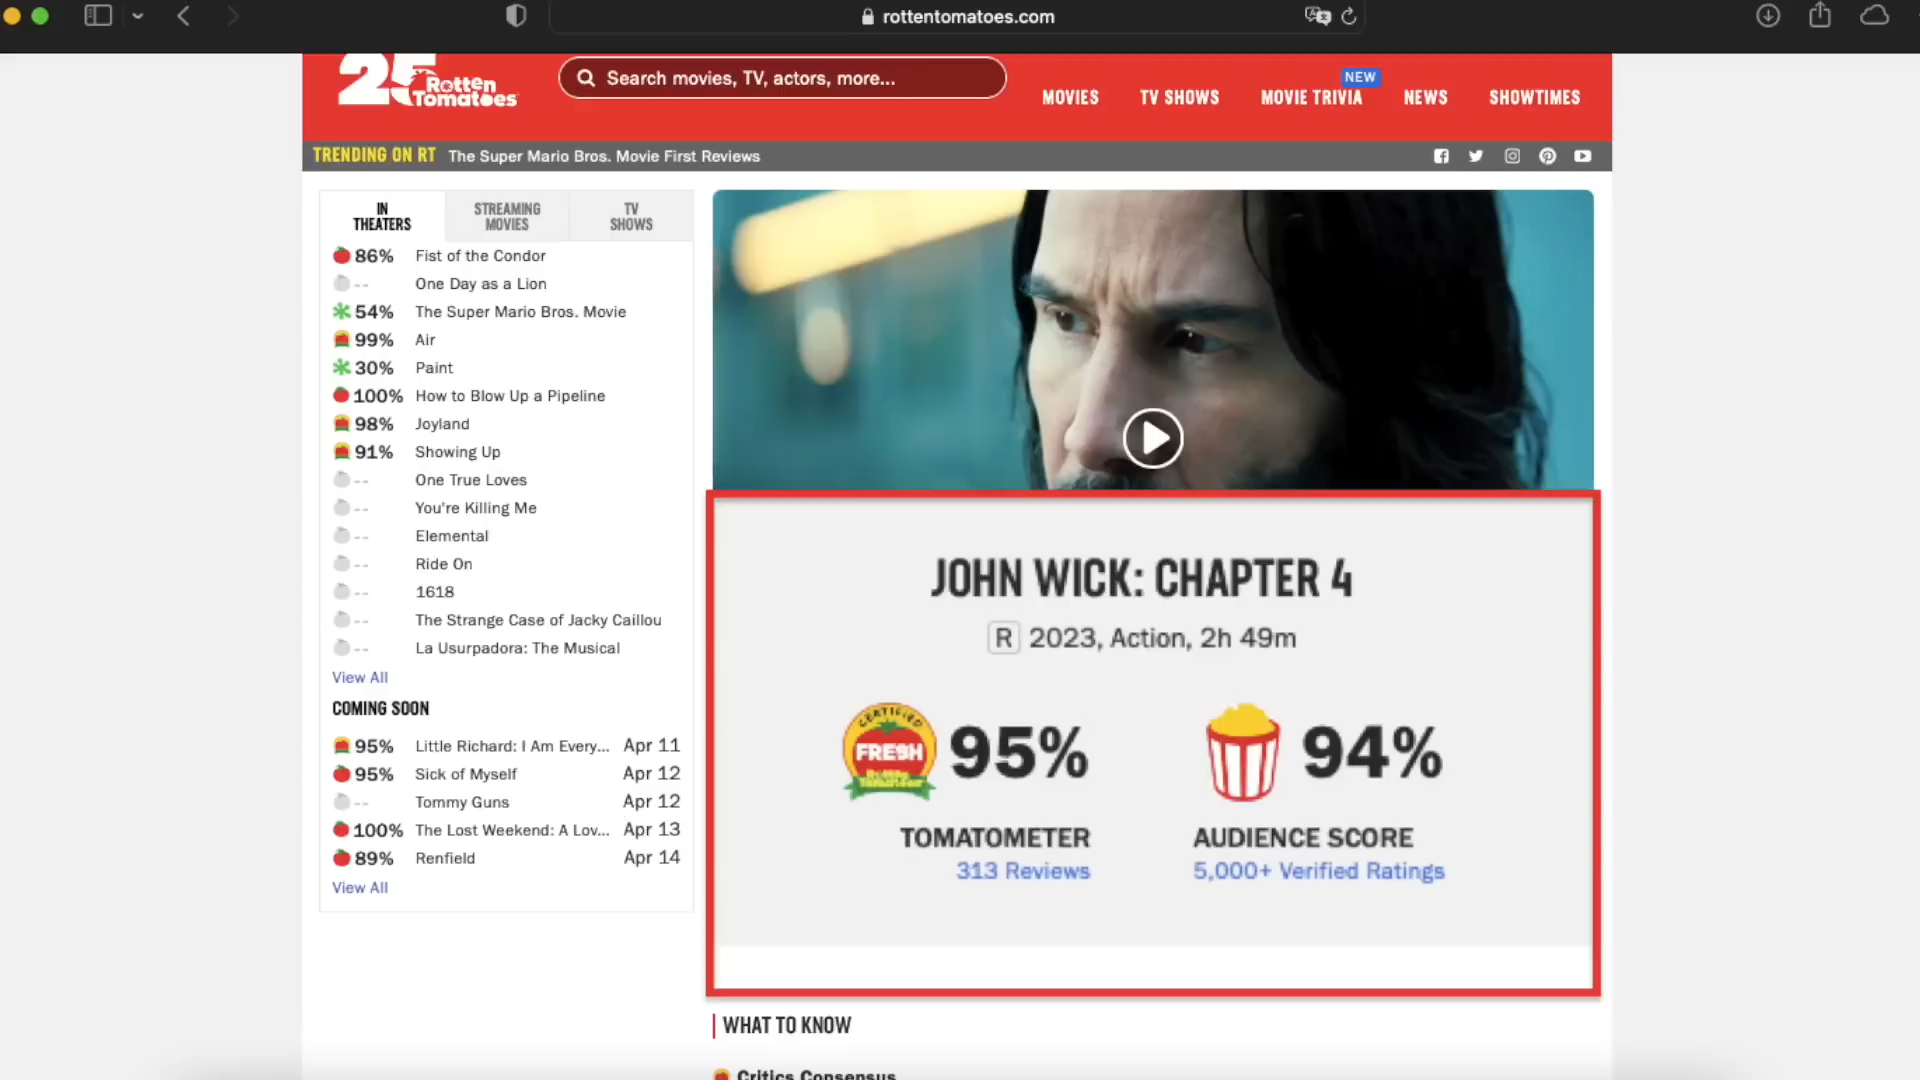 rottentomatoes.com
25 Rotten Tomatoes
Search movies, TV, actors, more...
NEW
MOVIES TV SHOWS MOVIE TRIVIA NEWS SHOWTIMES
TRENDING ON RT The Super Mario Bros. Movie First Reviews
IN THEATERS
STREAMING MOVIES
TV SHOWS
86% Fist of the Condor
-- One Day as a Lion
54% The Super Mario Bros. Movie
99% Air
30% Paint
100% How to Blow Up a Pipeline
98% Joyland
91% Showing Up
-- One True Loves
-- You're Killing Me
-- Elemental
-- Ride On
-- 1618
-- The Strange Case of Jacky Caillou
-- La Usurpadora: The Musical
View All
COMING SOON
95% Little Richard: I Am Every... Apr 11
95% Sick of Myself Apr 12
-- Tommy Guns Apr 12
100% The Lost Weekend: A Lov... Apr 13
89% Renfield Apr 14
View All
JOHN WICK: CHAPTER 4
R 2023, Action, 2h 49m
CERTIFIED FRESH 95%
94%
TOMATOMETER
313 Reviews
AUDIENCE SCORE
5,000+ Verified Ratings
WHAT TO KNOW
Critics Consensus